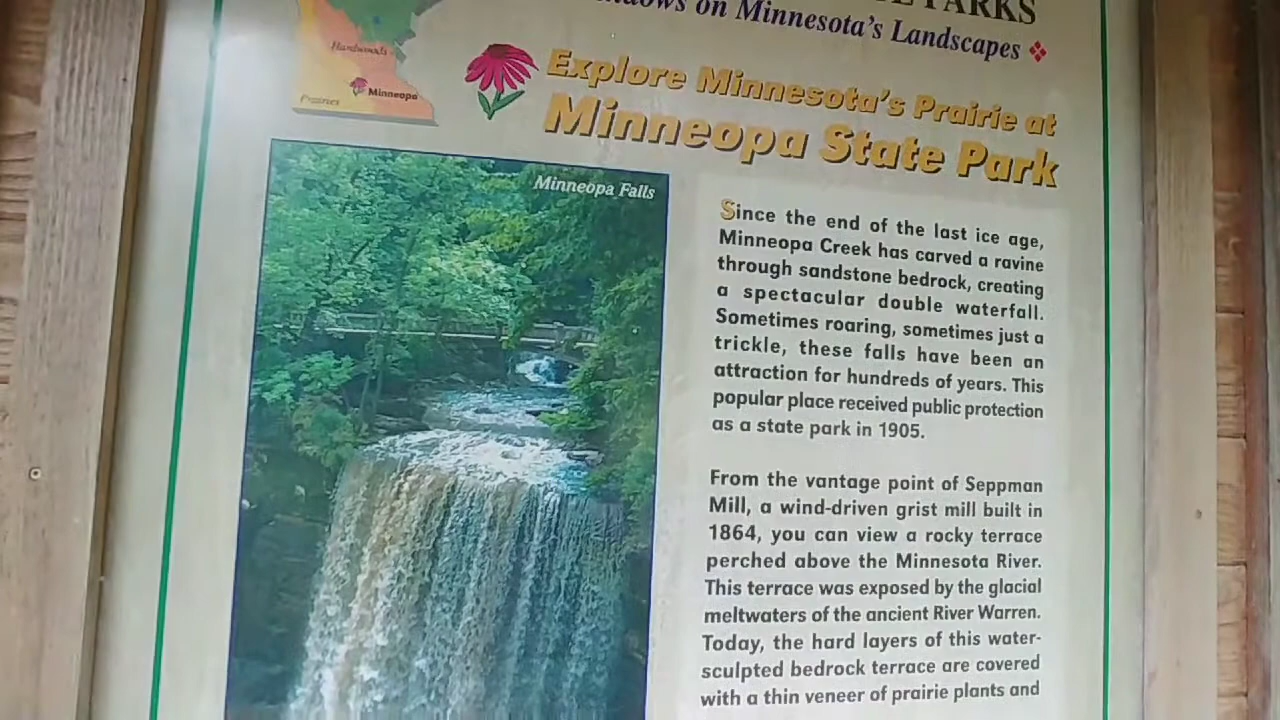 PARKS
on Minnesota's Landscapes
Hardwoods
Minneopa
Prairies
Explore Minnesota's Prairie at
Minneopa State Park
Minneopa Falls
Since the end of the last ice age,
Minneopa Creek has carved a ravine
through sandstone bedrock, creating
a spectacular double waterfall.
Sometimes roaring, sometimes just a
trickle, these falls have been an
attraction for hundreds of years. This
popular place received public protection
as a state park in 1905.
From the vantage point of Seppman
Mill, a wind-driven grist mill built in
1864, you can view a rocky terrace
perched above the Minnesota River.
This terrace was exposed by the glacial
meltwaters of the ancient River Warren.
Today, the hard layers of this water-
sculpted bedrock terrace are covered
with a thin veneer of prairie plants and